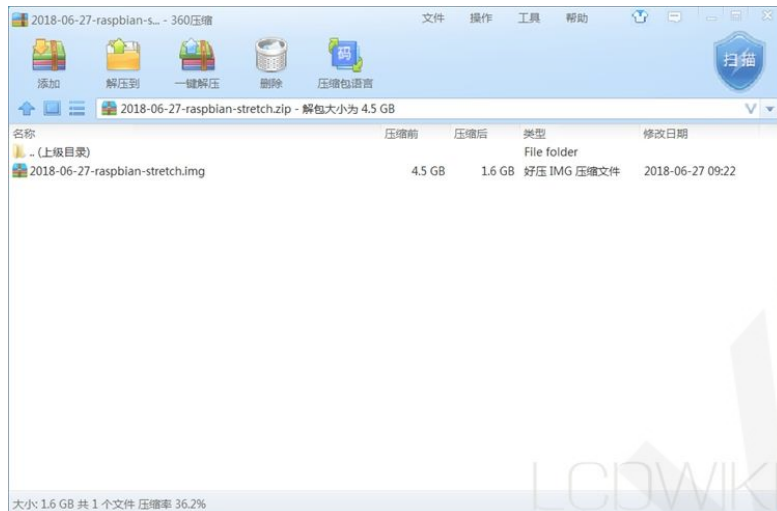 2018-06-27-raspbian-s... - 360压缩 文件 操作 工具 帮助
添加 解压到 一键解压 删除 压缩包语言 扫描
码
2018-06-27-raspbian-stretch.zip - 解包大小为 4.5 GB
名称 压缩前 压缩后 类型 修改日期
.. (上级目录) File folder
2018-06-27-raspbian-stretch.img 4.5 GB 1.6 GB 好压 IMG 压缩文件 2018-06-27 09:22
LCDWIKI
大小: 1.6 GB 共 1 个文件 压缩率 36.2%